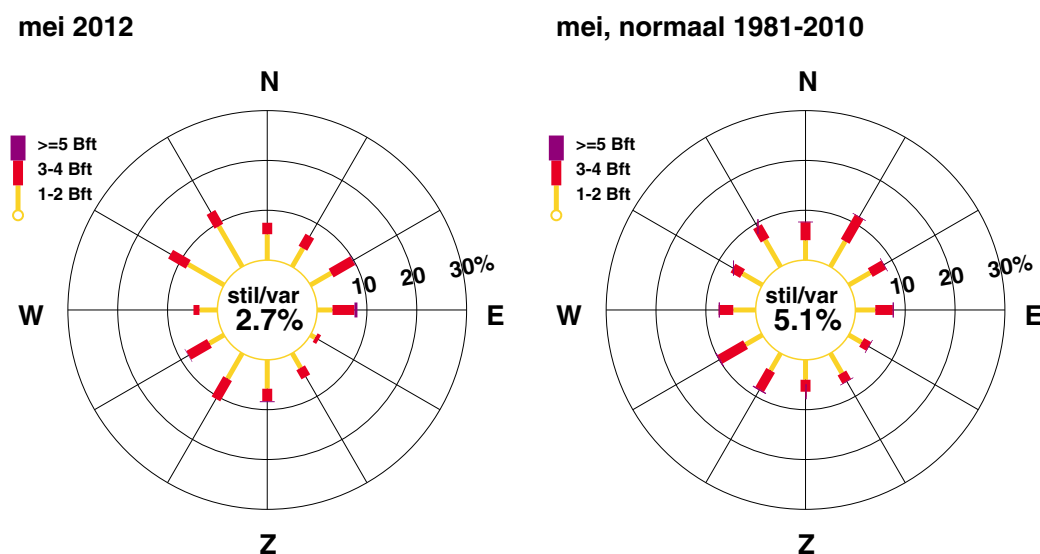 mei 2012
N
>=5 Bft
3-4 Bft
1-2 Bft
10
20
30%
W
stil/var
2.7%
E
Z
mei, normaal 1981-2010
N
>=5 Bft
3-4 Bft
1-2 Bft
10
20
30%
W
stil/var
5.1%
E
Z